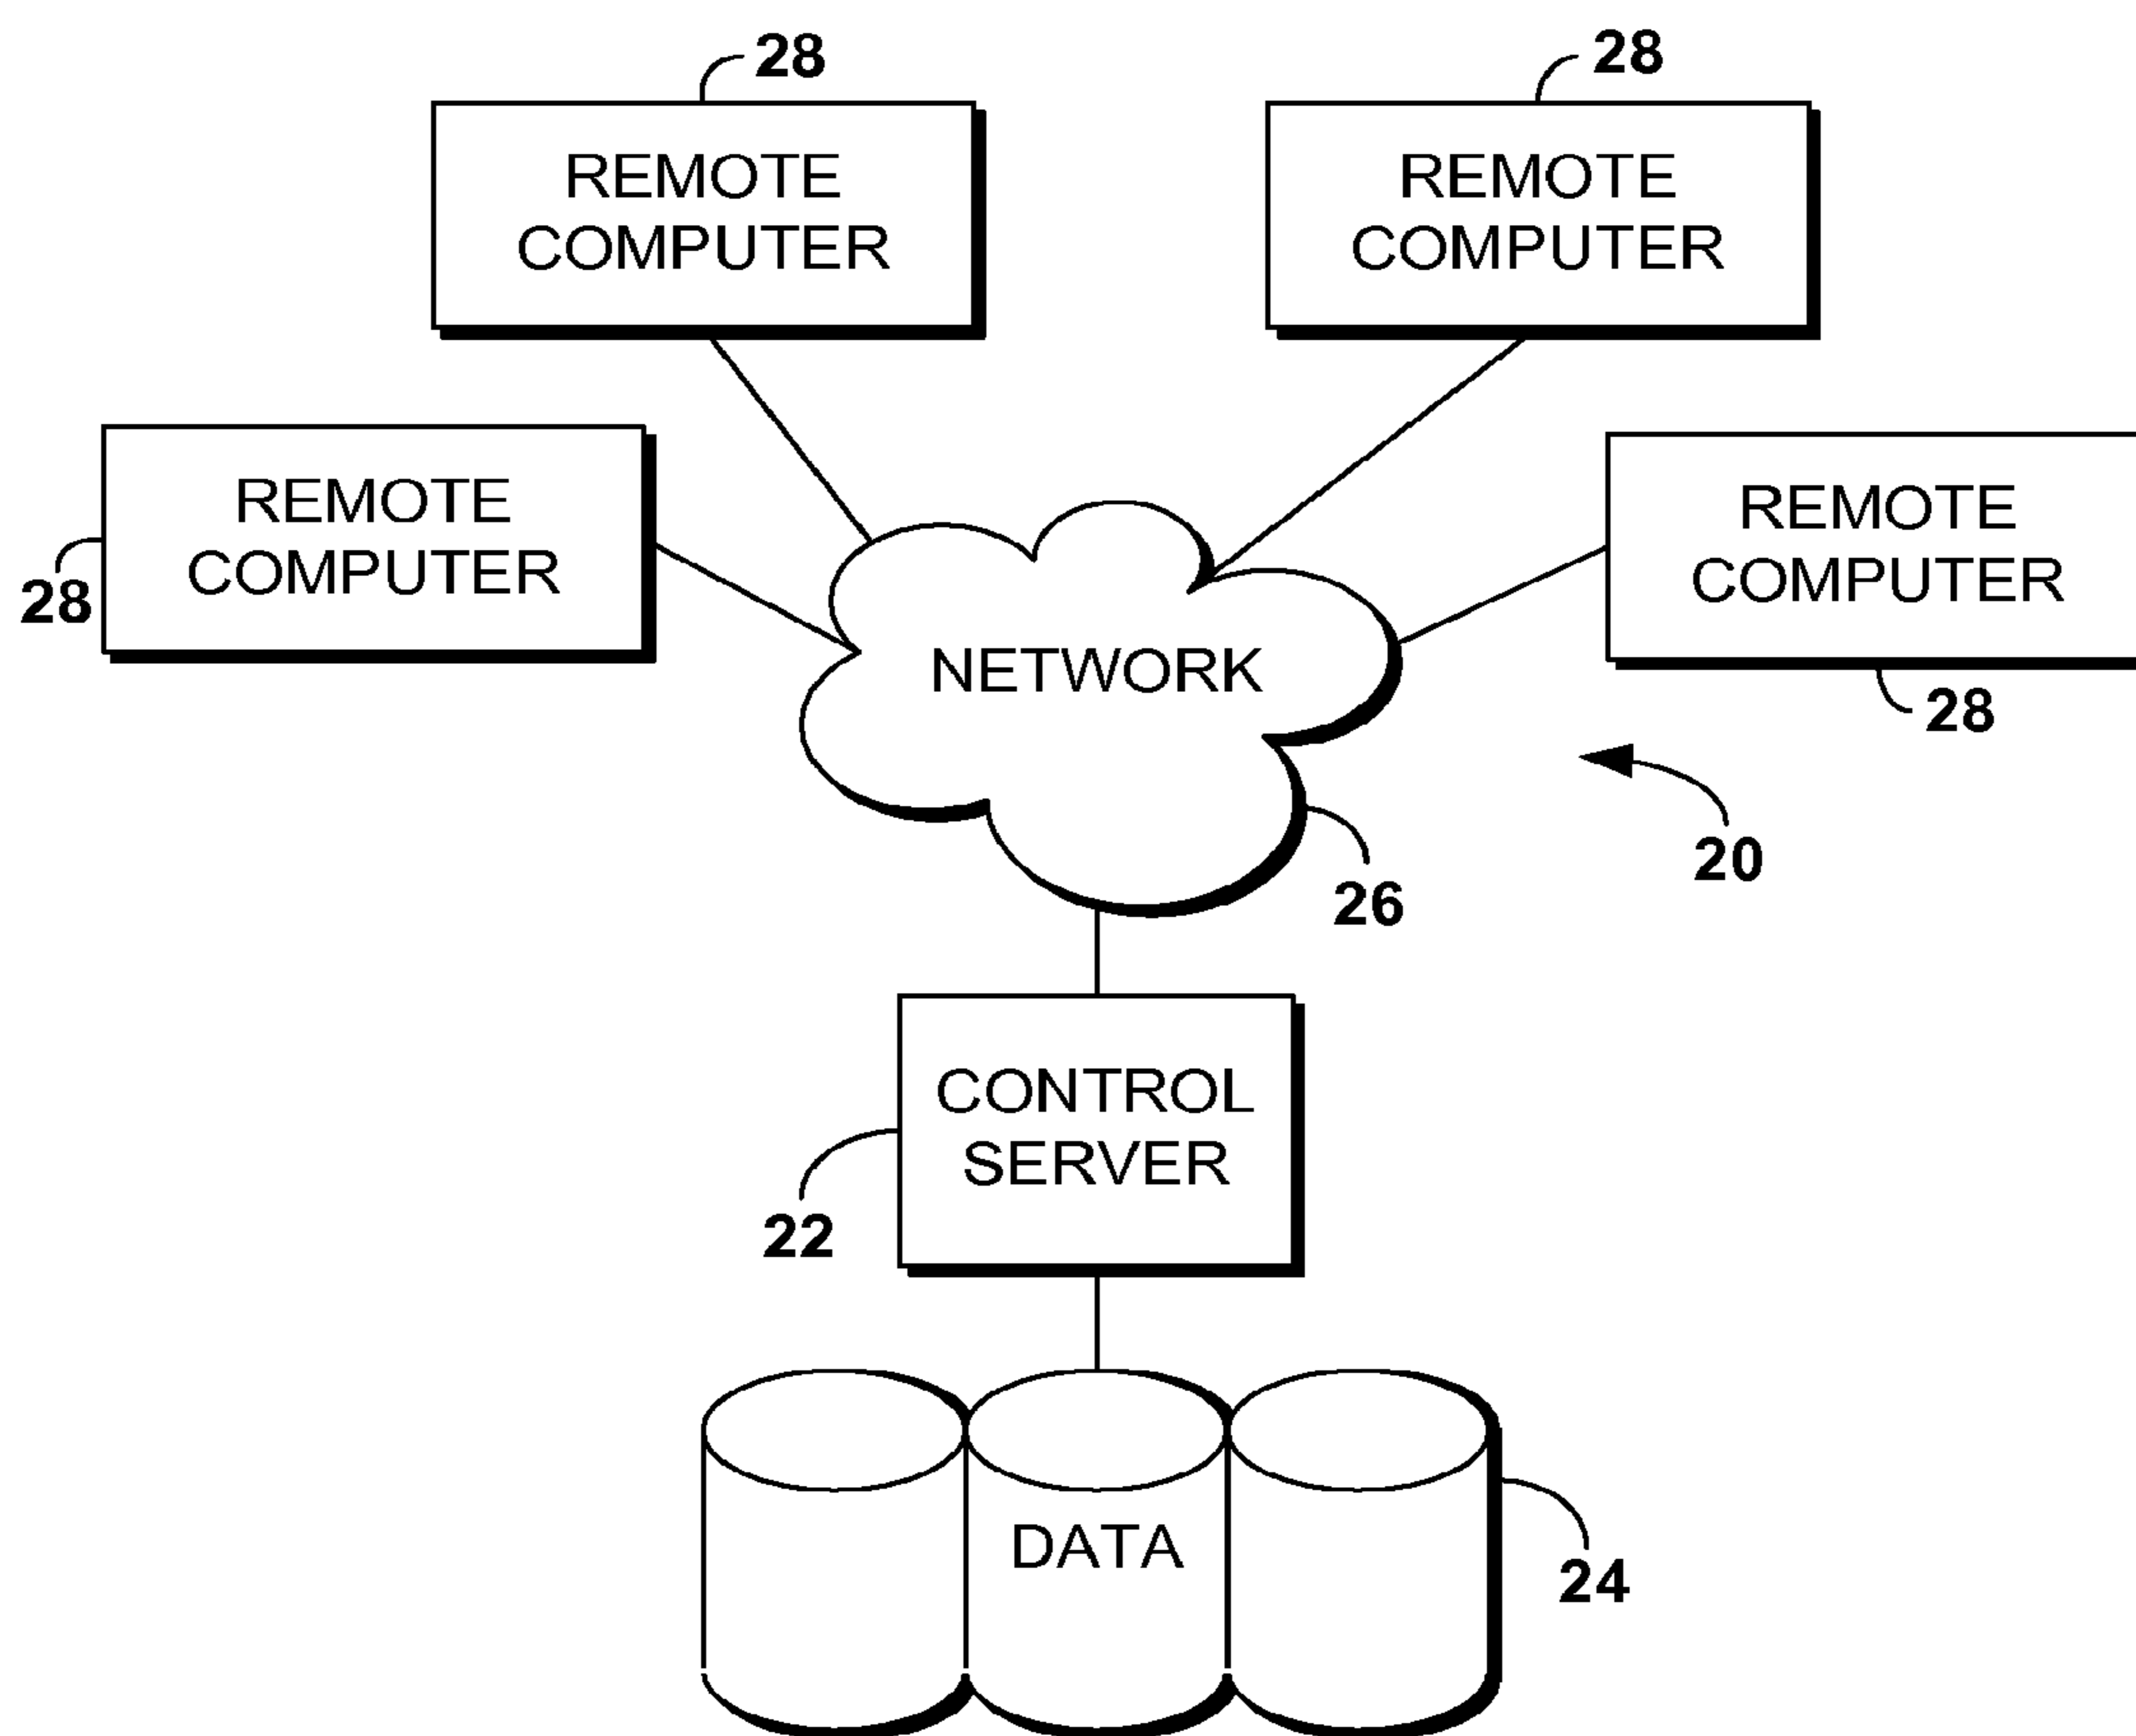 28
28
REMOTE
COMPUTER
REMOTE
COMPUTER
REMOTE
COMPUTER
28
REMOTE
COMPUTER
28
NETWORK
20
26
CONTROL
SERVER
22
DATA
24